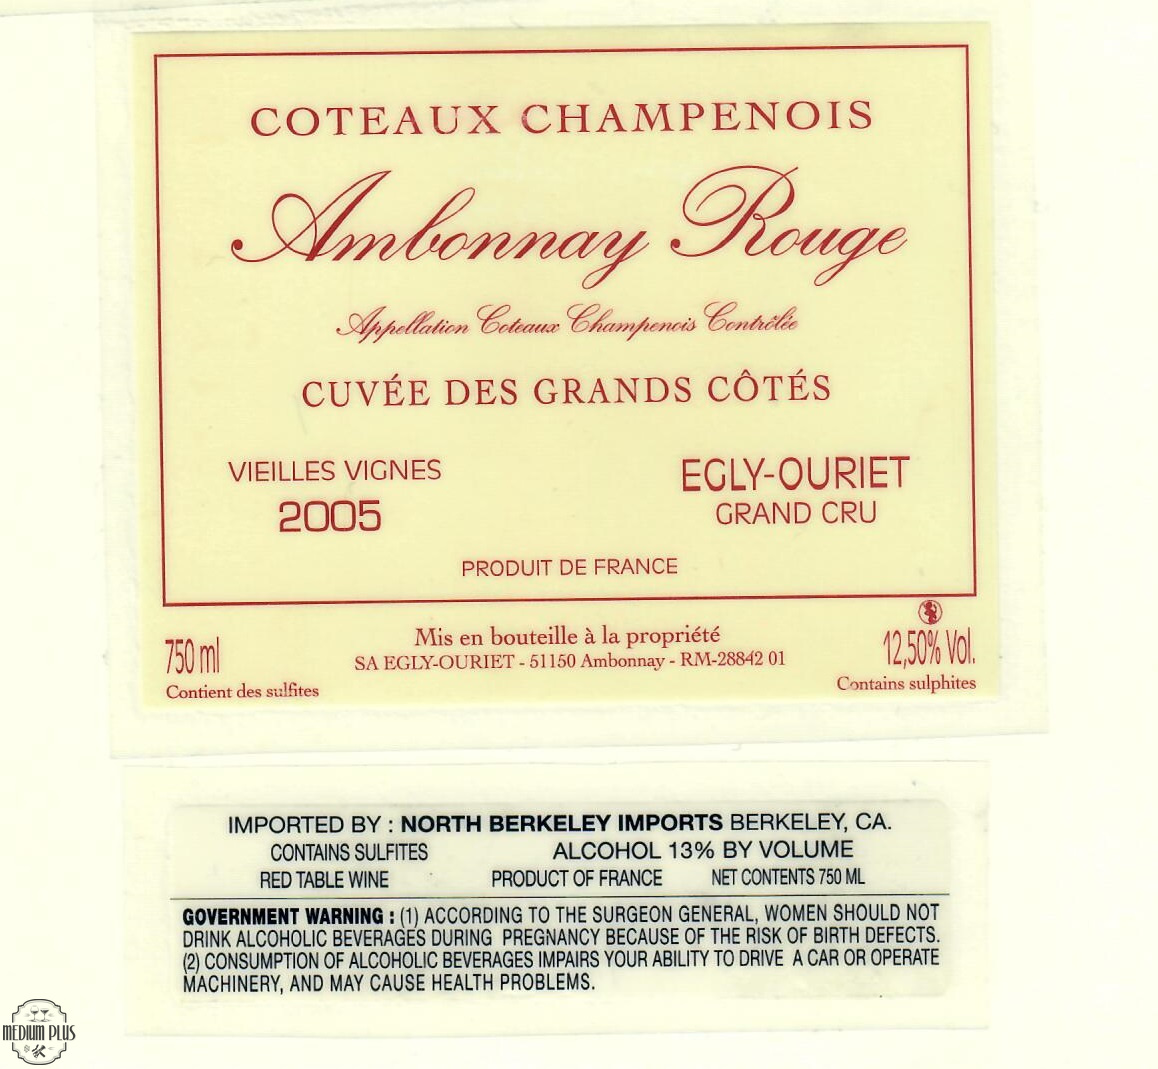 COTEAUX CHAMPENOIS
Ambonnay Rouge
Appellation Coteaux Champenois Contrôlée
CUVÉE DES GRANDS CÔTÉS
VIEILLES VIGNES
2005
EGLY-OURIET
GRAND CRU
PRODUIT DE FRANCE
750 ml
Contient des sulfites
Mis en bouteille à la propriété
SA EGLY-OURIET - 51150 Ambonnay - RM-28842 01
12,50% Vol.
Contains sulphites
IMPORTED BY : NORTH BERKELEY IMPORTS BERKELEY, CA.
CONTAINS SULFITES ALCOHOL 13% BY VOLUME
RED TABLE WINE PRODUCT OF FRANCE NET CONTENTS 750 ML
GOVERNMENT WARNING : (1) ACCORDING TO THE SURGEON GENERAL, WOMEN SHOULD NOT
DRINK ALCOHOLIC BEVERAGES DURING PREGNANCY BECAUSE OF THE RISK OF BIRTH DEFECTS.
(2) CONSUMPTION OF ALCOHOLIC BEVERAGES IMPAIRS YOUR ABILITY TO DRIVE A CAR OR OPERATE
MACHINERY, AND MAY CAUSE HEALTH PROBLEMS.
MEDIUM PLUS